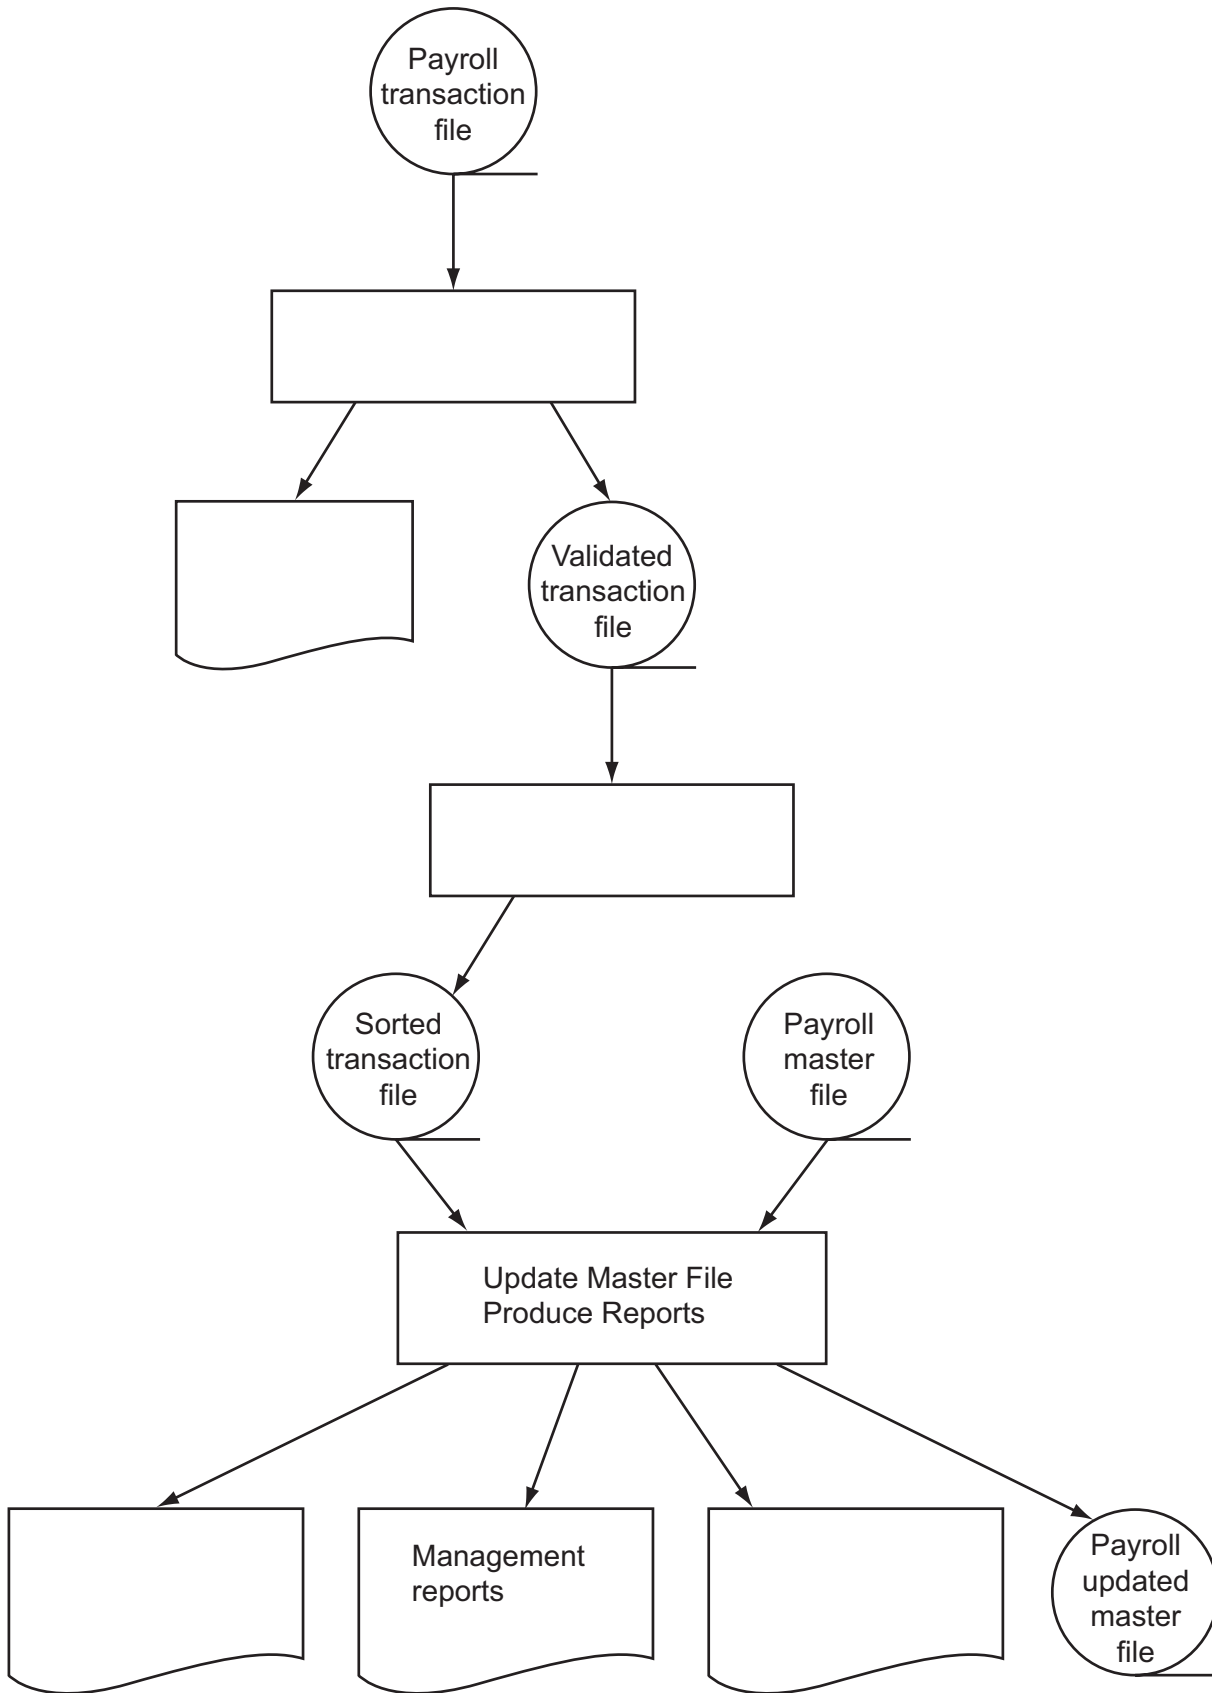 Payroll
transaction
file
Validated
transaction
file
Sorted
transaction
file
Payroll
master
file
Update Master File
Produce Reports
Management
reports
Payroll
updated
master
file